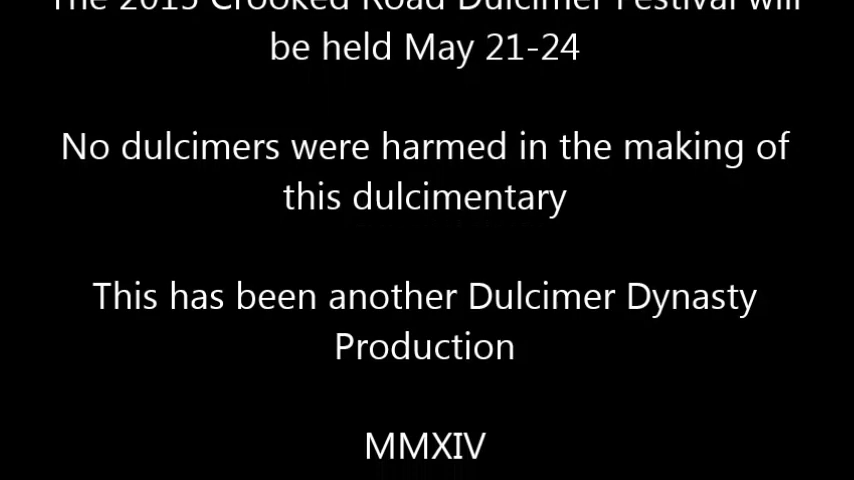 The 2015 Crooked Road Dulcimer Festival will
be held May 21-24
No dulcimers were harmed in the making of
this dulcimentary
This has been another Dulcimer Dynasty
Production
MMXIV